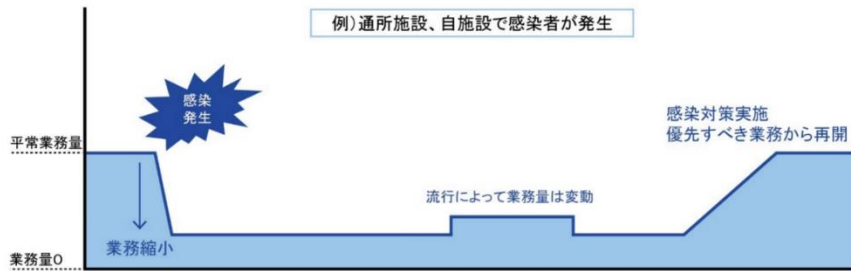 例）通所施設、自施設で感染者が発生
感染
発生
感染対策実施
優先すべき業務から再開
平常業務量
流行によって業務量は変動
業務縮小
業務量0